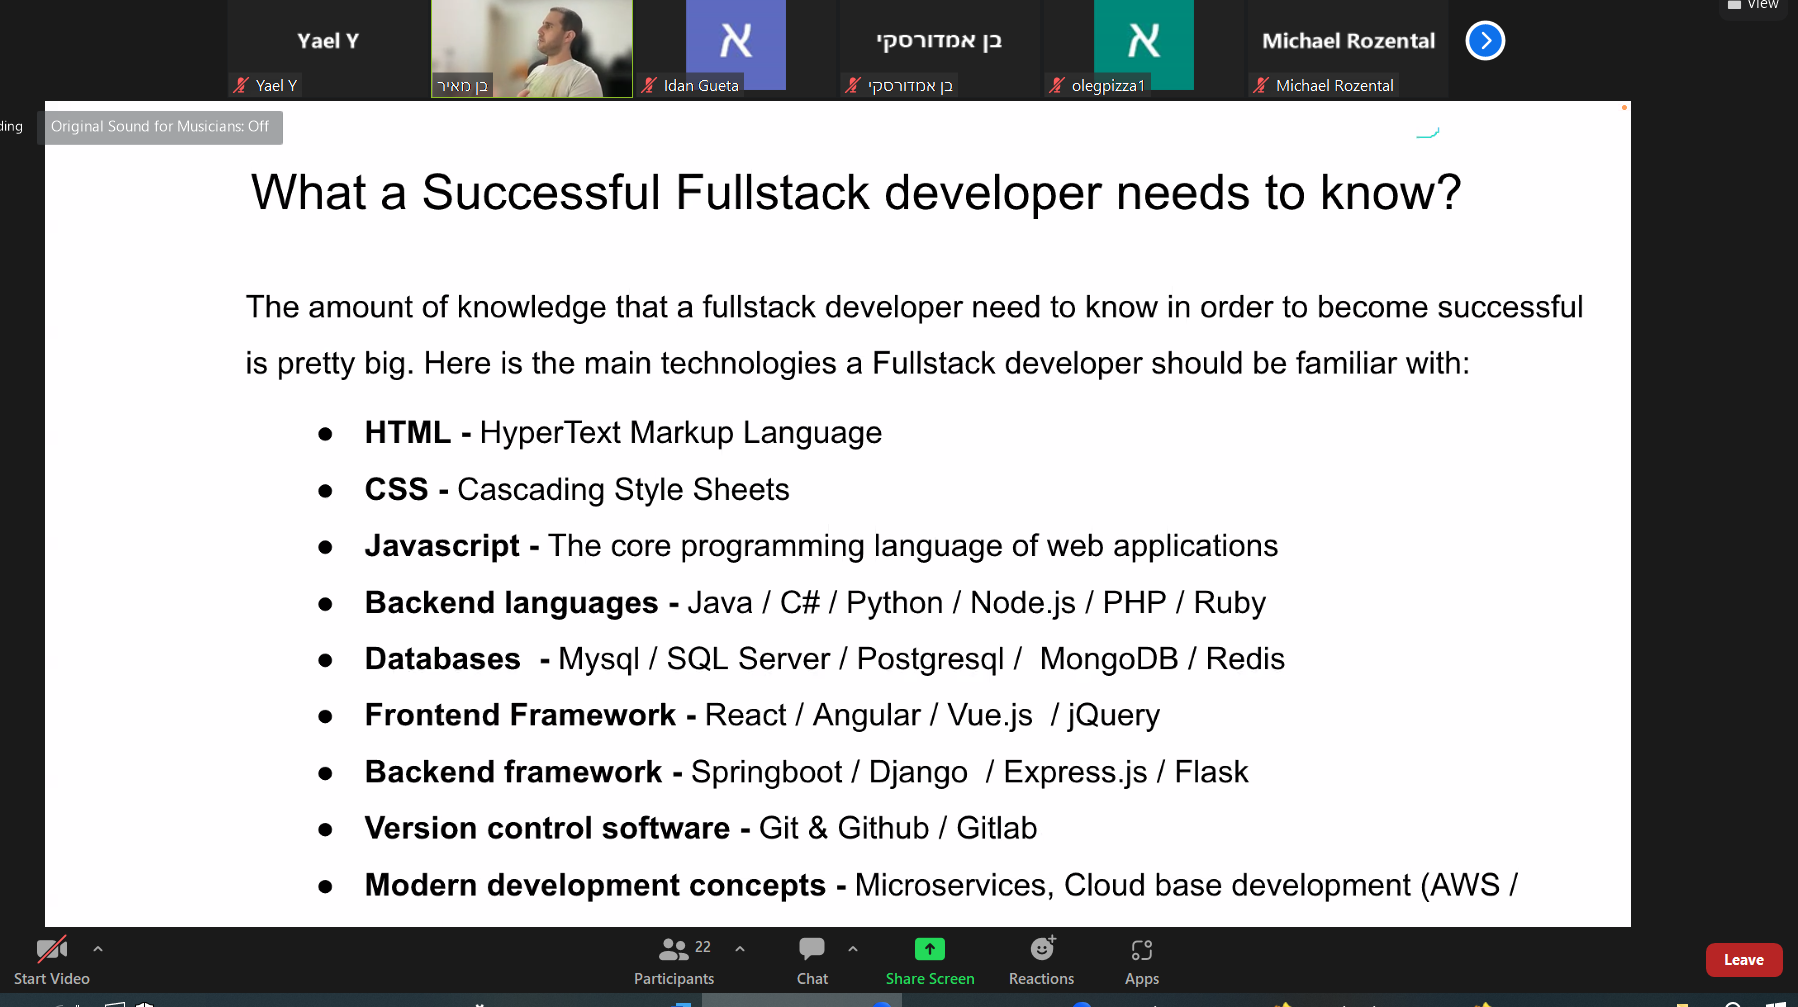 View
Yael Y
א
בן אמדורסקי
א
Michael Rozental
Yael Y
בן מאיר
Idan Gueta
בן אמדורסקי
olegpizza1
Michael Rozental
ding
Original Sound for Musicians: Off
What a Successful Fullstack developer needs to know?
The amount of knowledge that a fullstack developer need to know in order to become successful
is pretty big. Here is the main technologies a Fullstack developer should be familiar with:
● HTML - HyperText Markup Language
● CSS - Cascading Style Sheets
● Javascript - The core programming language of web applications
● Backend languages - Java / C# / Python / Node.js / PHP / Ruby
● Databases - Mysql / SQL Server / Postgresql / MongoDB / Redis
● Frontend Framework - React / Angular / Vue.js / jQuery
● Backend framework - Springboot / Django / Express.js / Flask
● Version control software - Git & Github / Gitlab
● Modern development concepts - Microservices, Cloud base development (AWS /
22
Start Video
Participants
Chat
Share Screen
Reactions
Apps
Leave